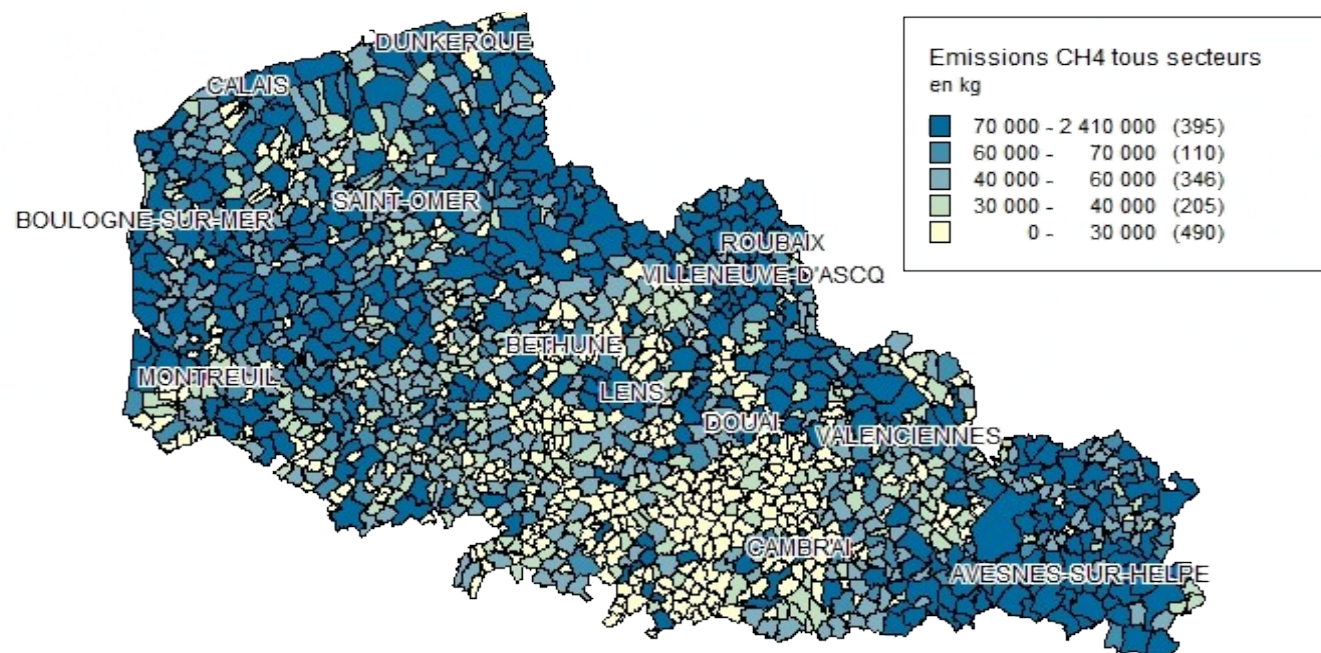 DUNKERQUE
CALAIS
SAINT-OMER
BOULOGNE-SUR-MER
ROUBAIX
VILLENEUVE-D'ASCQ
BETHUNE
MONTREUIL
LENS
DOUAI
VALENCIENNES
CAMBRAI
AVESNES-SUR-HELPE
Emissions CH4 tous secteurs
en kg
70 000 - 2 410 000 (395)
60 000 - 70 000 (110)
40 000 - 60 000 (346)
30 000 - 40 000 (205)
0 - 30 000 (490)